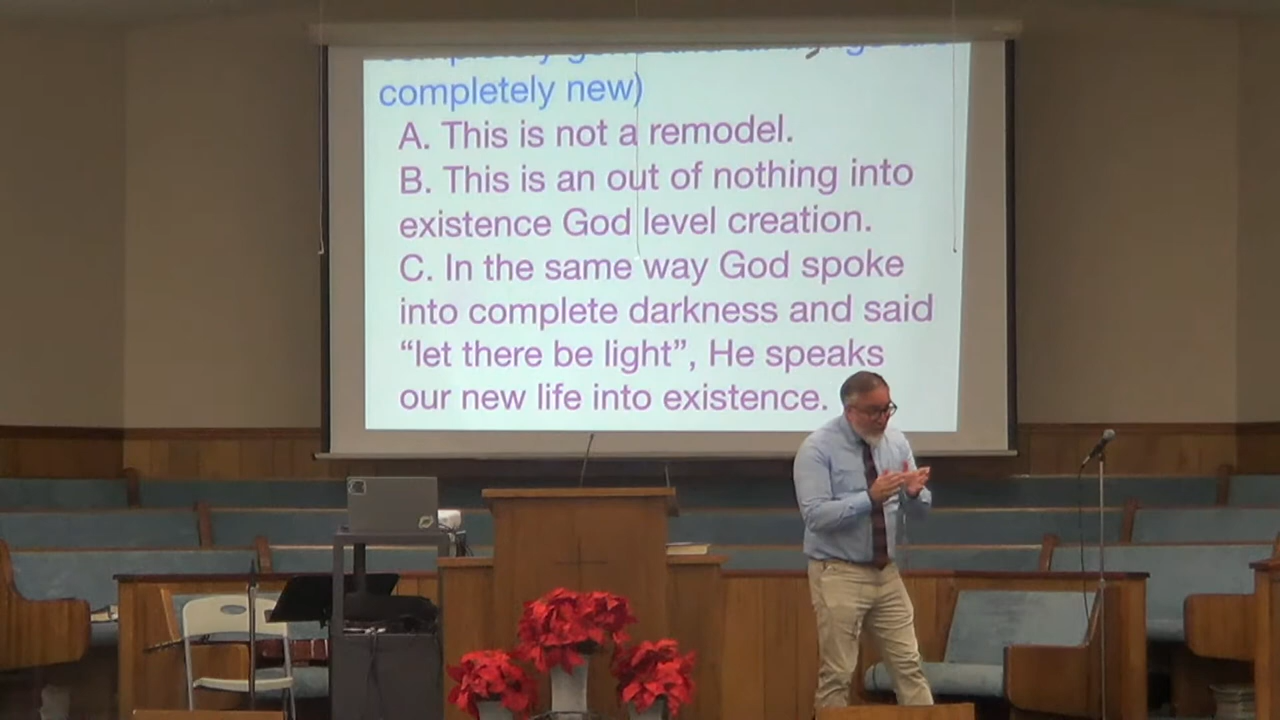 completely new)
A. This is not a remodel.
B. This is an out of nothing into
existence God level creation.
C. In the same way God spoke
into complete darkness and said
“let there be light”, He speaks
our new life into existence.